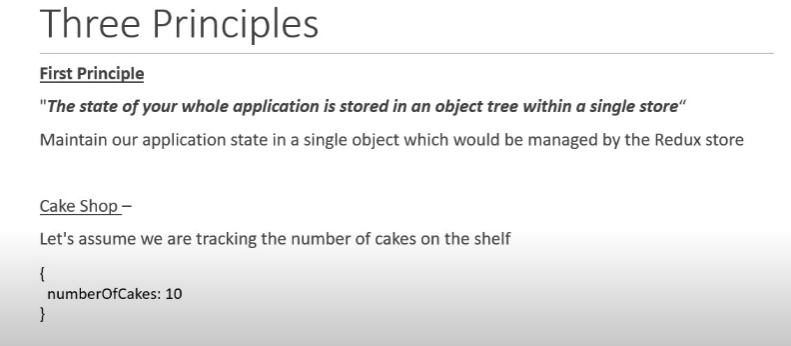 Three Principles
First Principle
"The state of your whole application is stored in an object tree within a single store“
Maintain our application state in a single object which would be managed by the Redux store
Cake Shop –
Let's assume we are tracking the number of cakes on the shelf
{
numberOfCakes: 10
}